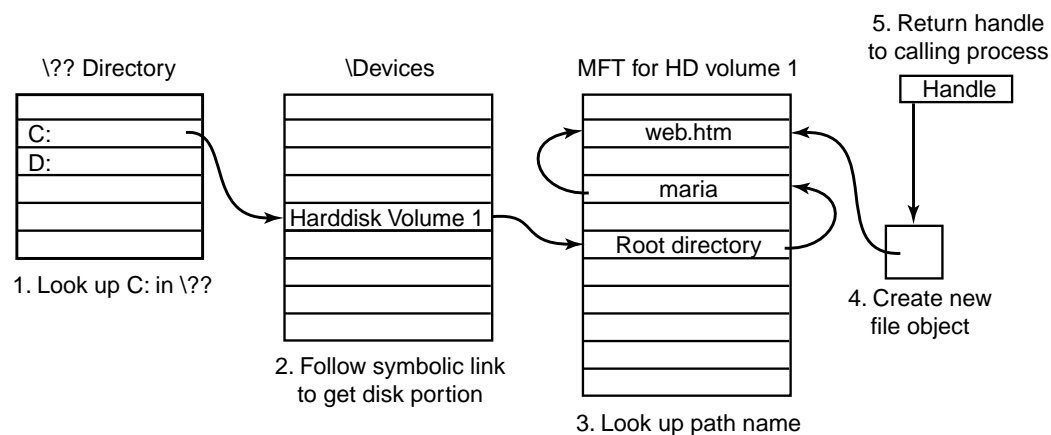 \?? Directory
C:
D:
1. Look up C: in \??
\Devices
Harddisk Volume 1
2. Follow symbolic link
to get disk portion
MFT for HD volume 1
web.htm
maria
Root directory
3. Look up path name
5. Return handle
to calling process
Handle
4. Create new
file object